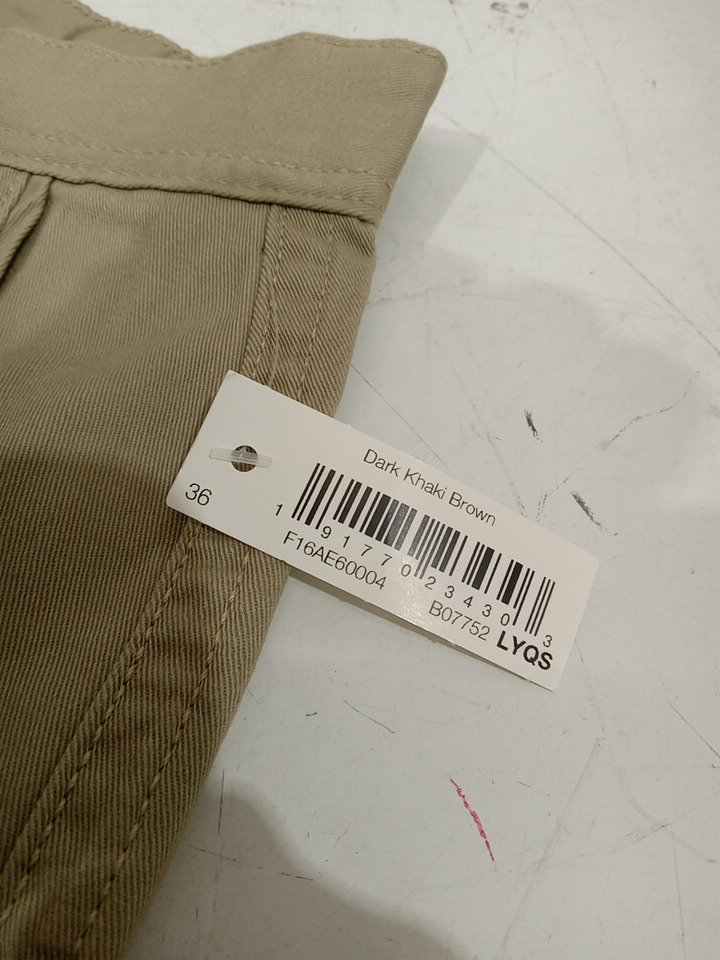 Dark Khaki Brown
36
1 91770 23430 3
F16AE60004
B07752 LYQS